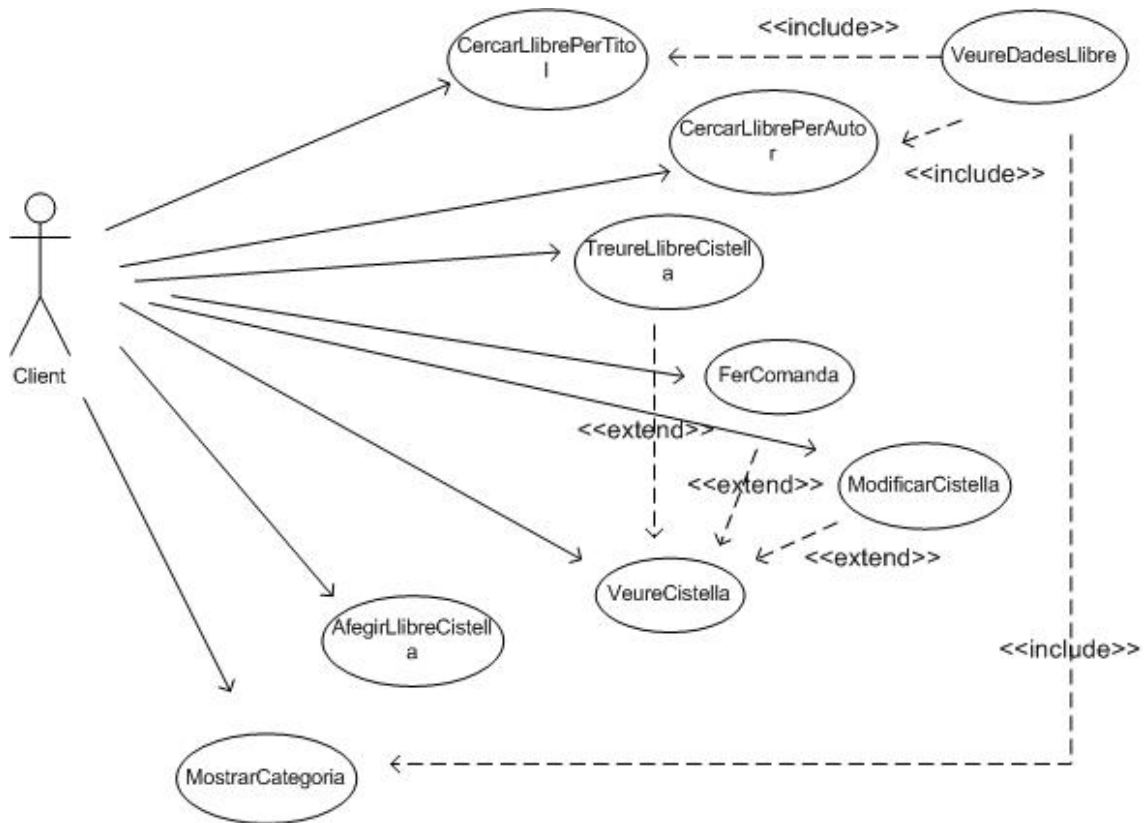 <<include>>
CercarLlibrePerTito
l
VeureDadesLlibre
CercarLlibrePerAuto
r
<<include>>
TreureLlibreCistell
a
Client
FerComanda
<<extend>>
<<extend>>
ModificarCistella
<<extend>>
VeureCistella
AfegirLlibreCistell
a
<<include>>
MostrarCategoria